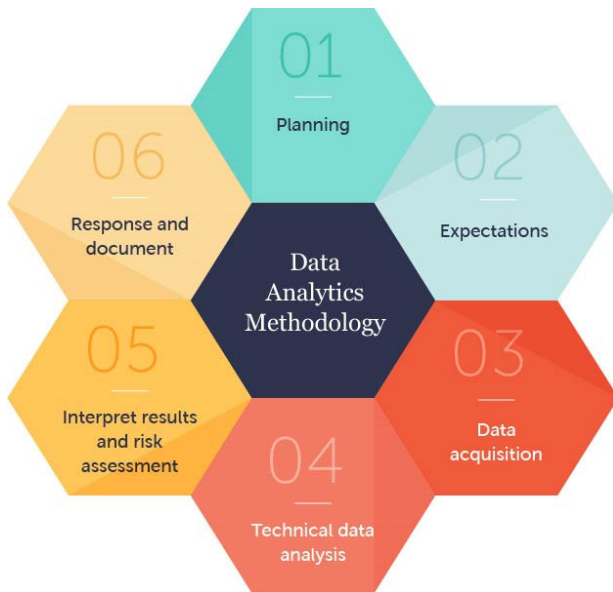 01
Planning
02
Expectations
03
Data
acquisition
04
Technical data
analysis
05
Interpret results
and risk
assessment
06
Response and
document
Data
Analytics
Methodology